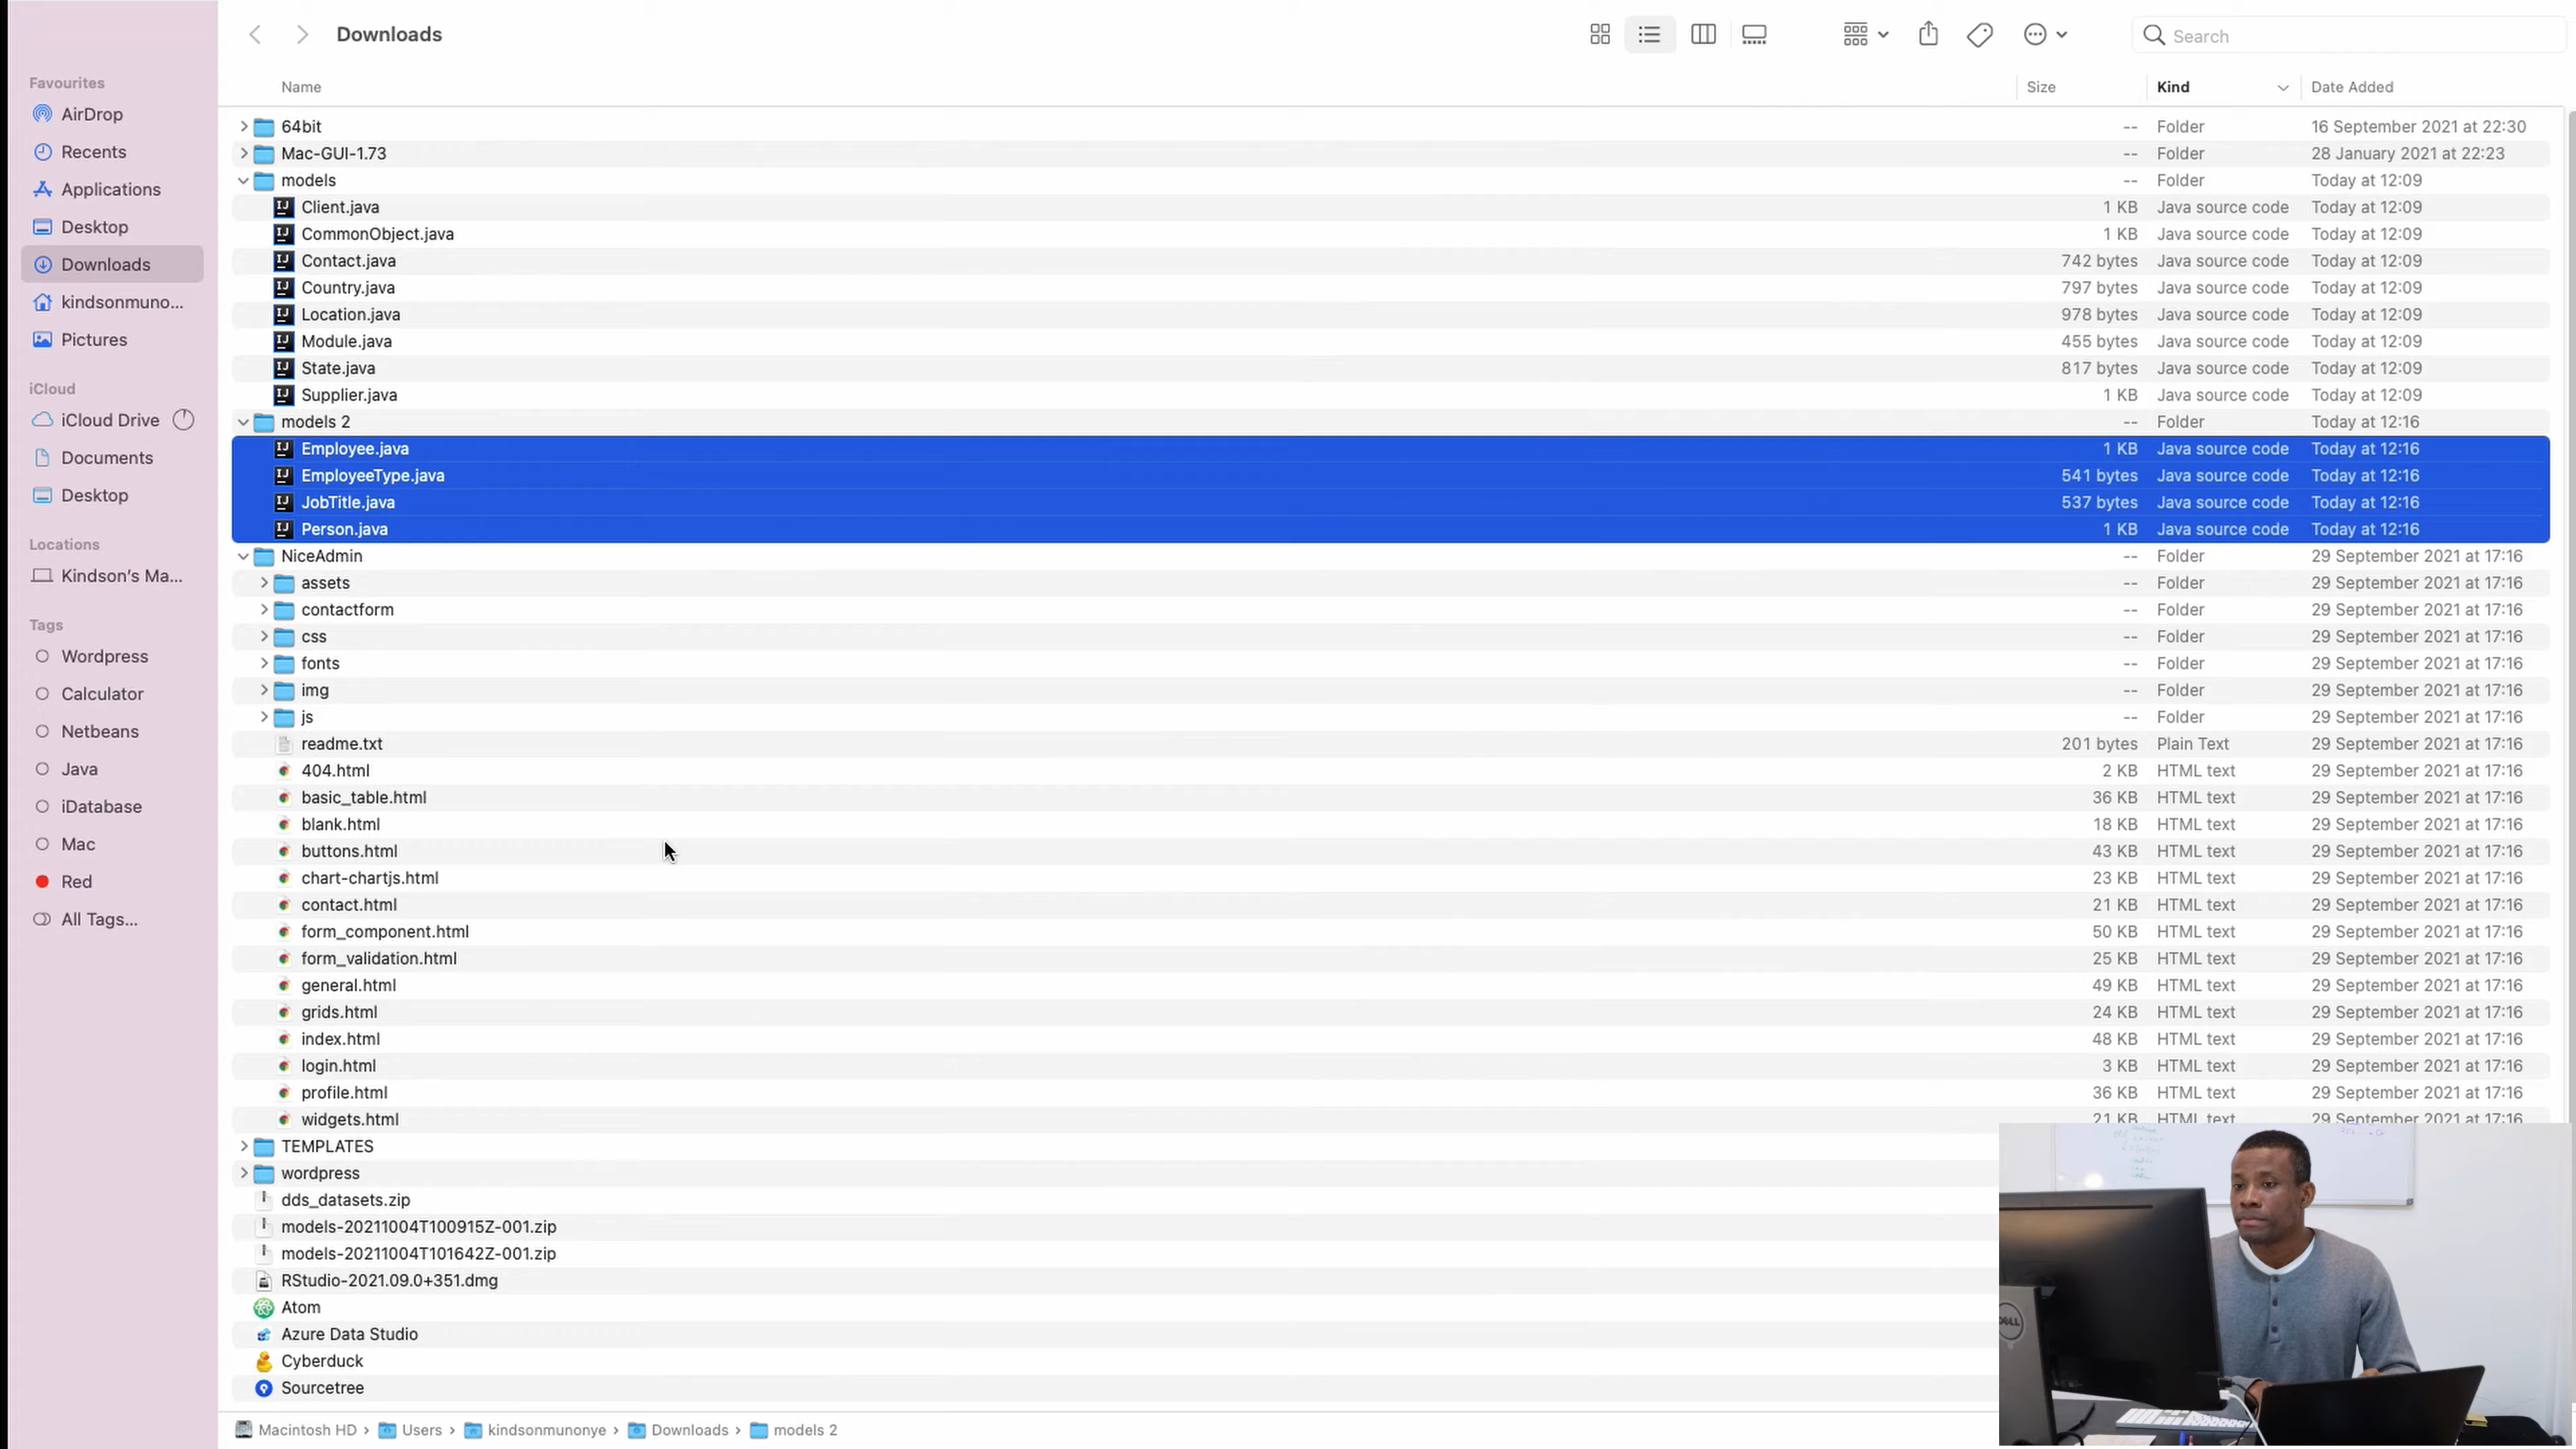 Downloads
Search
Favourites
AirDrop
Recents
Applications
Desktop
Downloads
kindsonmuno...
Pictures
iCloud
iCloud Drive
Documents
Desktop
Locations
Kindson's Ma...
Tags
Wordpress
Calculator
Netbeans
Java
iDatabase
Mac
Red
All Tags...
Name Size Kind Date Added
64bit -- Folder 16 September 2021 at 22:30
Mac-GUI-1.73 -- Folder 28 January 2021 at 22:23
models -- Folder Today at 12:09
Client.java 1 KB Java source code Today at 12:09
CommonObject.java 1 KB Java source code Today at 12:09
Contact.java 742 bytes Java source code Today at 12:09
Country.java 797 bytes Java source code Today at 12:09
Location.java 978 bytes Java source code Today at 12:09
Module.java 455 bytes Java source code Today at 12:09
State.java 817 bytes Java source code Today at 12:09
Supplier.java 1 KB Java source code Today at 12:09
models 2 -- Folder Today at 12:16
Employee.java 1 KB Java source code Today at 12:16
EmployeeType.java 541 bytes Java source code Today at 12:16
JobTitle.java 537 bytes Java source code Today at 12:16
Person.java 1 KB Java source code Today at 12:16
NiceAdmin -- Folder 29 September 2021 at 17:16
assets -- Folder 29 September 2021 at 17:16
contactform -- Folder 29 September 2021 at 17:16
css -- Folder 29 September 2021 at 17:16
fonts -- Folder 29 September 2021 at 17:16
img -- Folder 29 September 2021 at 17:16
js -- Folder 29 September 2021 at 17:16
readme.txt 201 bytes Plain Text 29 September 2021 at 17:16
404.html 2 KB HTML text 29 September 2021 at 17:16
basic_table.html 36 KB HTML text 29 September 2021 at 17:16
blank.html 18 KB HTML text 29 September 2021 at 17:16
buttons.html 43 KB HTML text 29 September 2021 at 17:16
chart-chartjs.html 23 KB HTML text 29 September 2021 at 17:16
contact.html 21 KB HTML text 29 September 2021 at 17:16
form_component.html 50 KB HTML text 29 September 2021 at 17:16
form_validation.html 25 KB HTML text 29 September 2021 at 17:16
general.html 49 KB HTML text 29 September 2021 at 17:16
grids.html 24 KB HTML text 29 September 2021 at 17:16
index.html 48 KB HTML text 29 September 2021 at 17:16
login.html 3 KB HTML text 29 September 2021 at 17:16
profile.html 36 KB HTML text 29 September 2021 at 17:16
widgets.html 21 KB HTML text 29 September 2021 at 17:16
TEMPLATES
wordpress
dds_datasets.zip
models-20211004T100915Z-001.zip
models-20211004T101642Z-001.zip
RStudio-2021.09.0+351.dmg
Atom
Azure Data Studio
Cyberduck
Sourcetree
Macintosh HD › Users › kindsonmunonye › Downloads › models 2
DELL